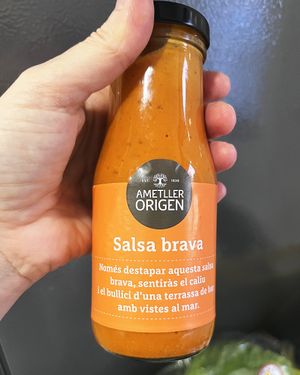 EST. 1830
AMETLLER
ORIGEN
Salsa brava
Només destapar aquesta salsa
brava, sentiràs el caliu
i el bullici d'una terrassa de bar
amb vistes al mar.